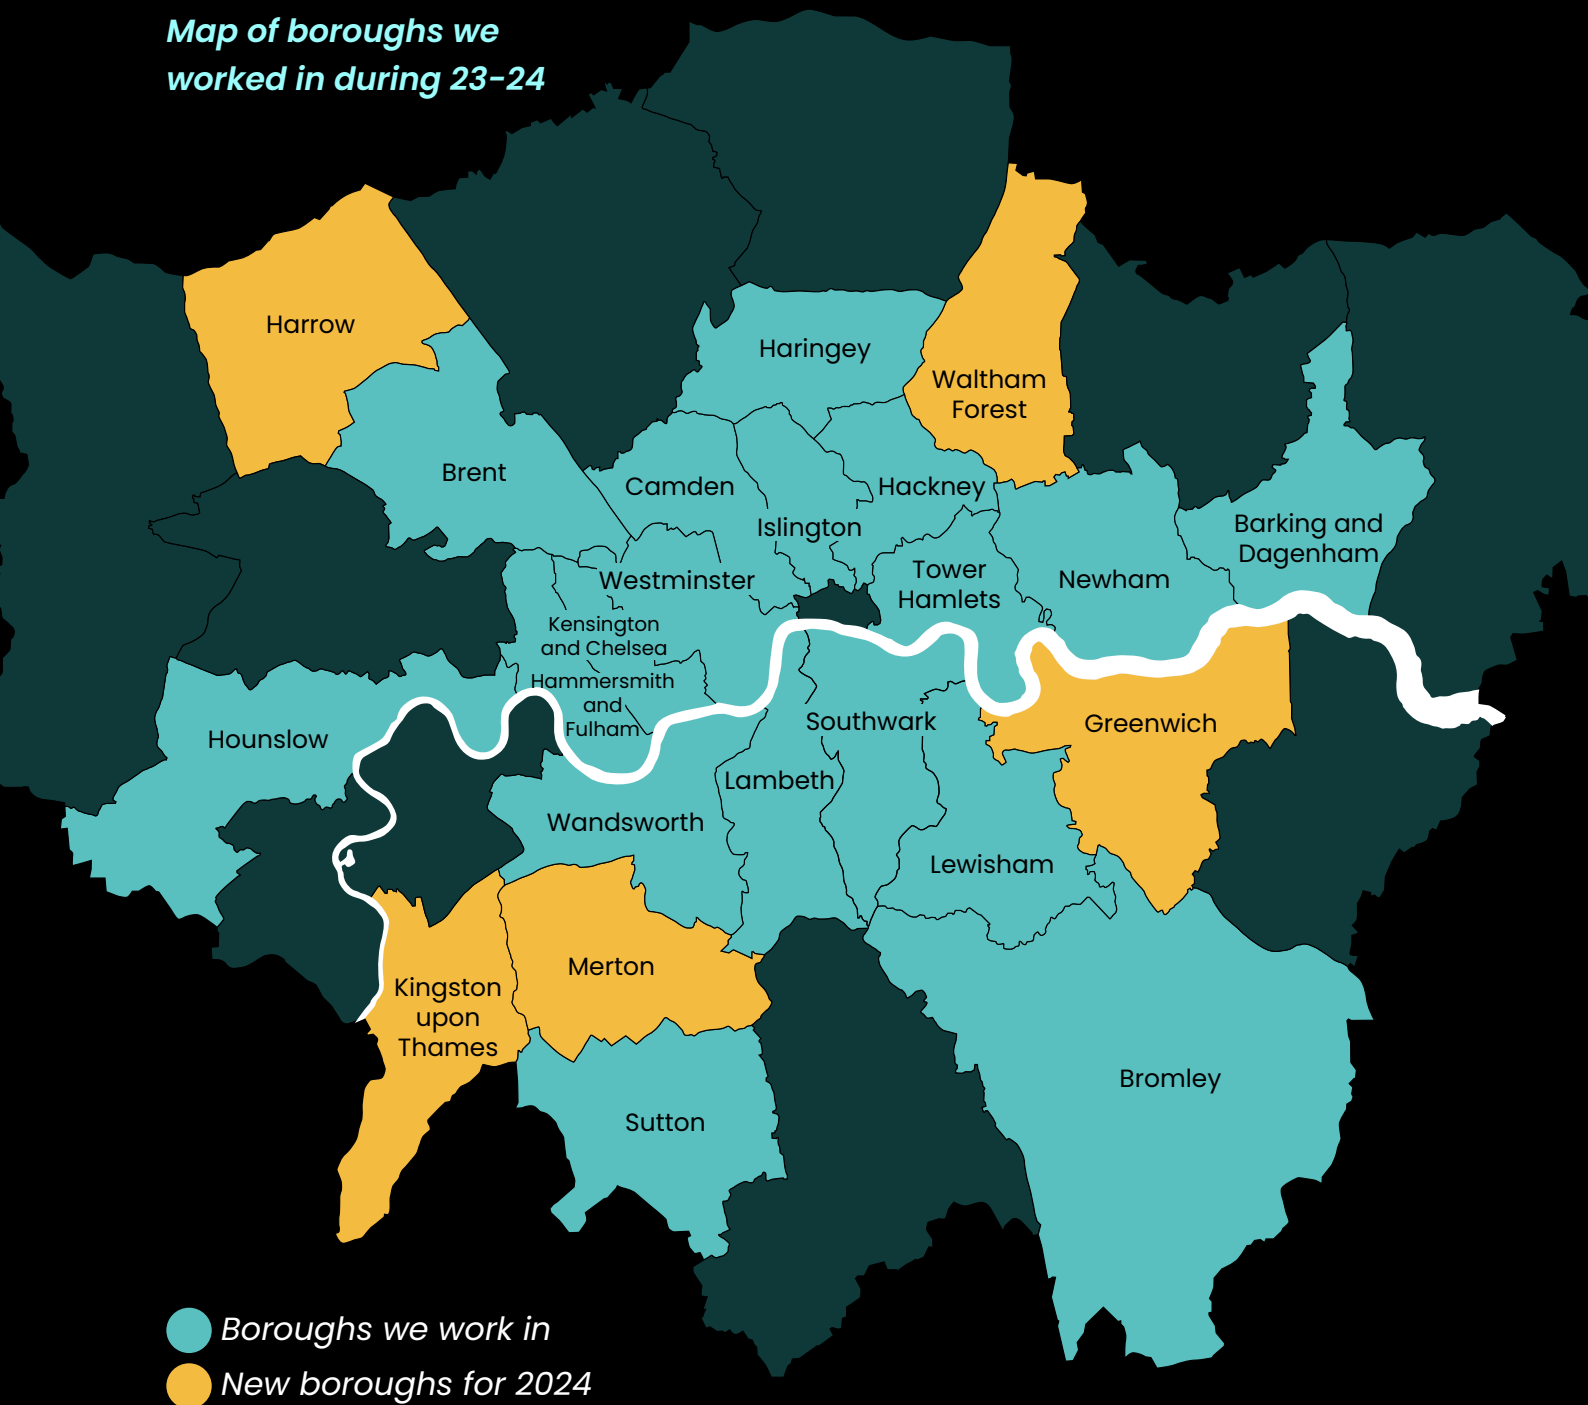 Map of boroughs we
worked in during 23-24
Harrow
Haringey
Waltham
Forest
Brent
Camden
Hackney
Islington
Barking and
Dagenham
Westminster
Tower
Hamlets
Newham
Kensington
and Chelsea
Hammersmith
and
Fulham
Hounslow
Southwark
Greenwich
Lambeth
Wandsworth
Lewisham
Merton
Kingston
upon
Thames
Bromley
Sutton
Boroughs we work in
New boroughs for 2024